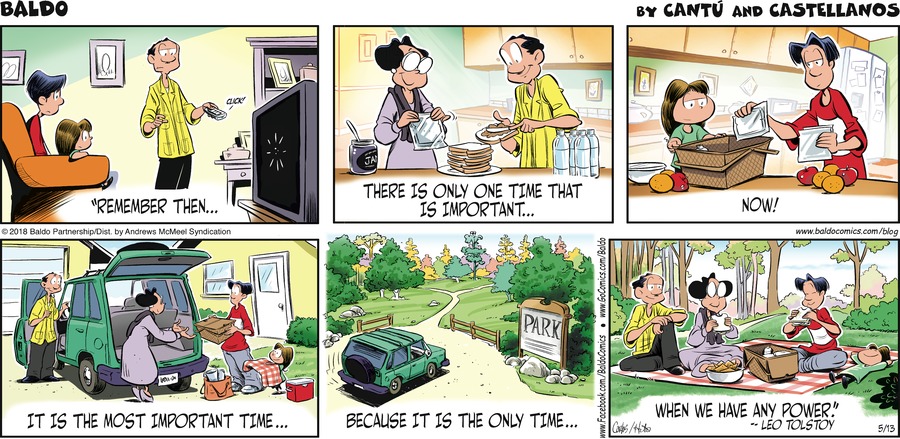 BALDO
BY CANTÚ AND CASTELLANOS
CLICK!
"REMEMBER THEN...
JAM
THERE IS ONLY ONE TIME THAT
IS IMPORTANT...
NOW!
© 2018 Baldo Partnership/Dist. by Andrews McMeel Syndication
www.baldocomics.com/blog
IT IS THE MOST IMPORTANT TIME...
PARK
BECAUSE IT IS THE ONLY TIME...
www.Facebook.com/BaldoComics • www.GoComics.com/Baldo
WHEN WE HAVE ANY POWER."
-- LEO TOLSTOY
5/13